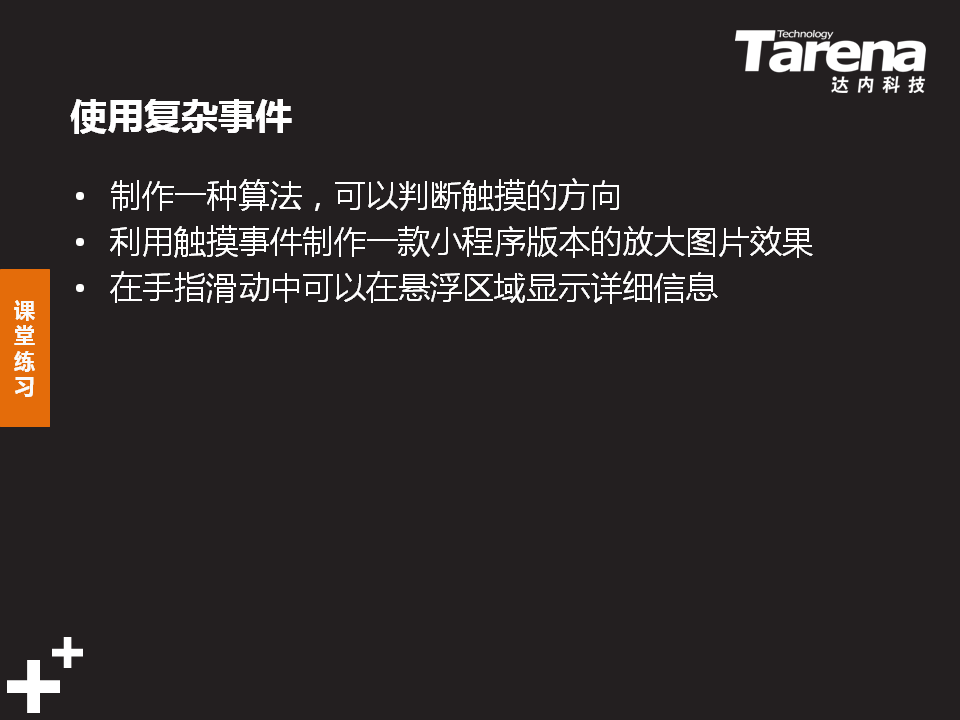 Technology
Tarena
达内科技
使用复杂事件
• 制作一种算法，可以判断触摸的方向
• 利用触摸事件制作一款小程序版本的放大图片效果
• 在手指滑动中可以在悬浮区域显示详细信息
课堂练习